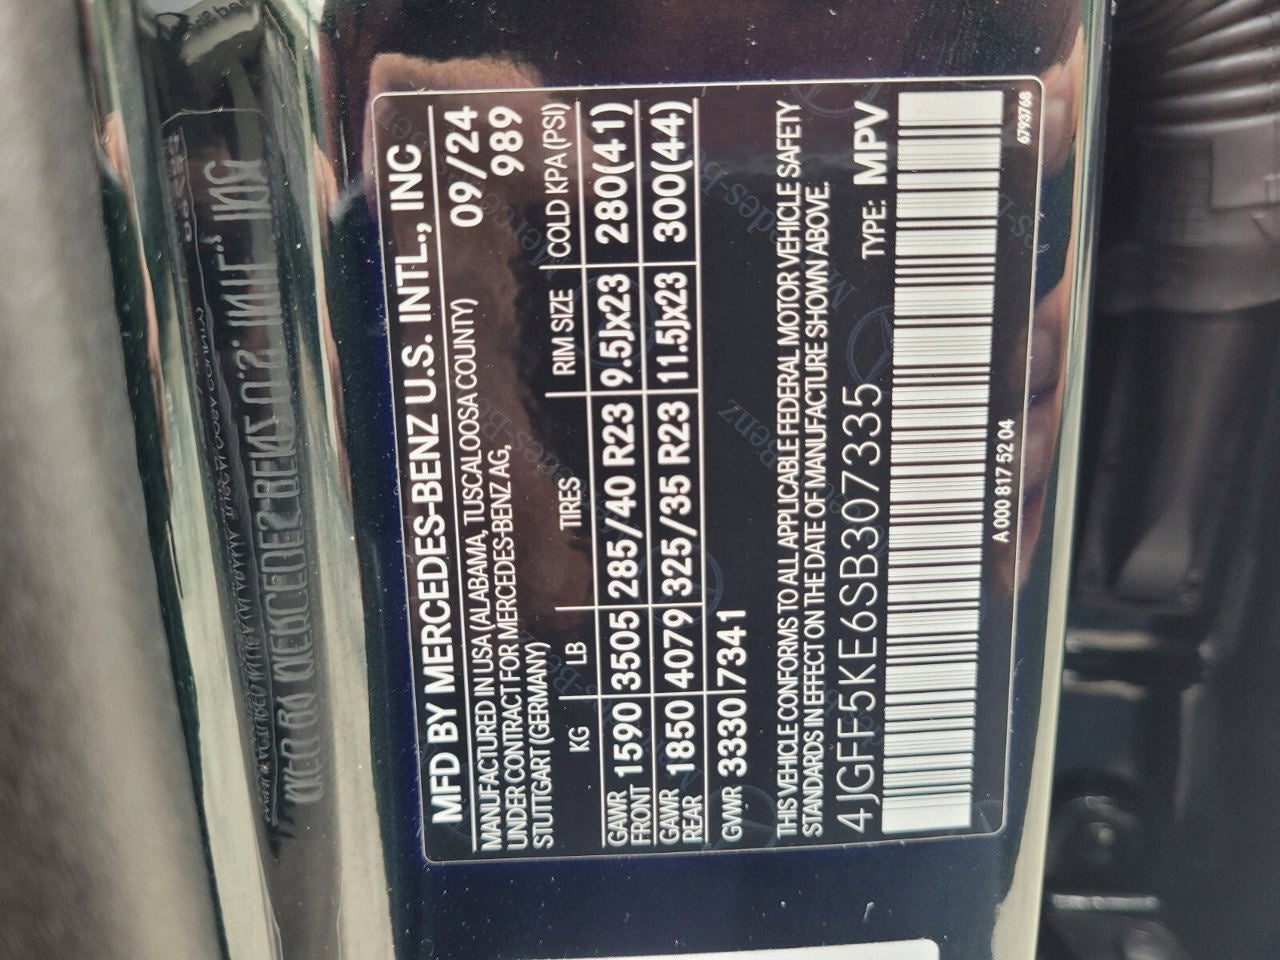 MFD BY MERCEDES-BENZ U.S. INTL., INC
MANUFACTURED IN USA (ALABAMA, TUSCALOOSA COUNTY) 09/24
UNDER CONTRACT FOR MERCEDES-BENZ AG, 989
STUTTGART (GERMANY)
KG LB TIRES RIM SIZE COLD KPA (PSI)
GAWR FRONT 1590 3505 285/40 R23 9.5Jx23 280(41)
GAWR REAR 1850 4079 325/35 R23 11.5Jx23 300(44)
GVWR 3330 7341
THIS VEHICLE CONFORMS TO ALL APPLICABLE FEDERAL MOTOR VEHICLE SAFETY
STANDARDS IN EFFECT ON THE DATE OF MANUFACTURE SHOWN ABOVE.
4JGFF5KE6SB307335 TYPE: MPV
A 000 817 52 04
6793768